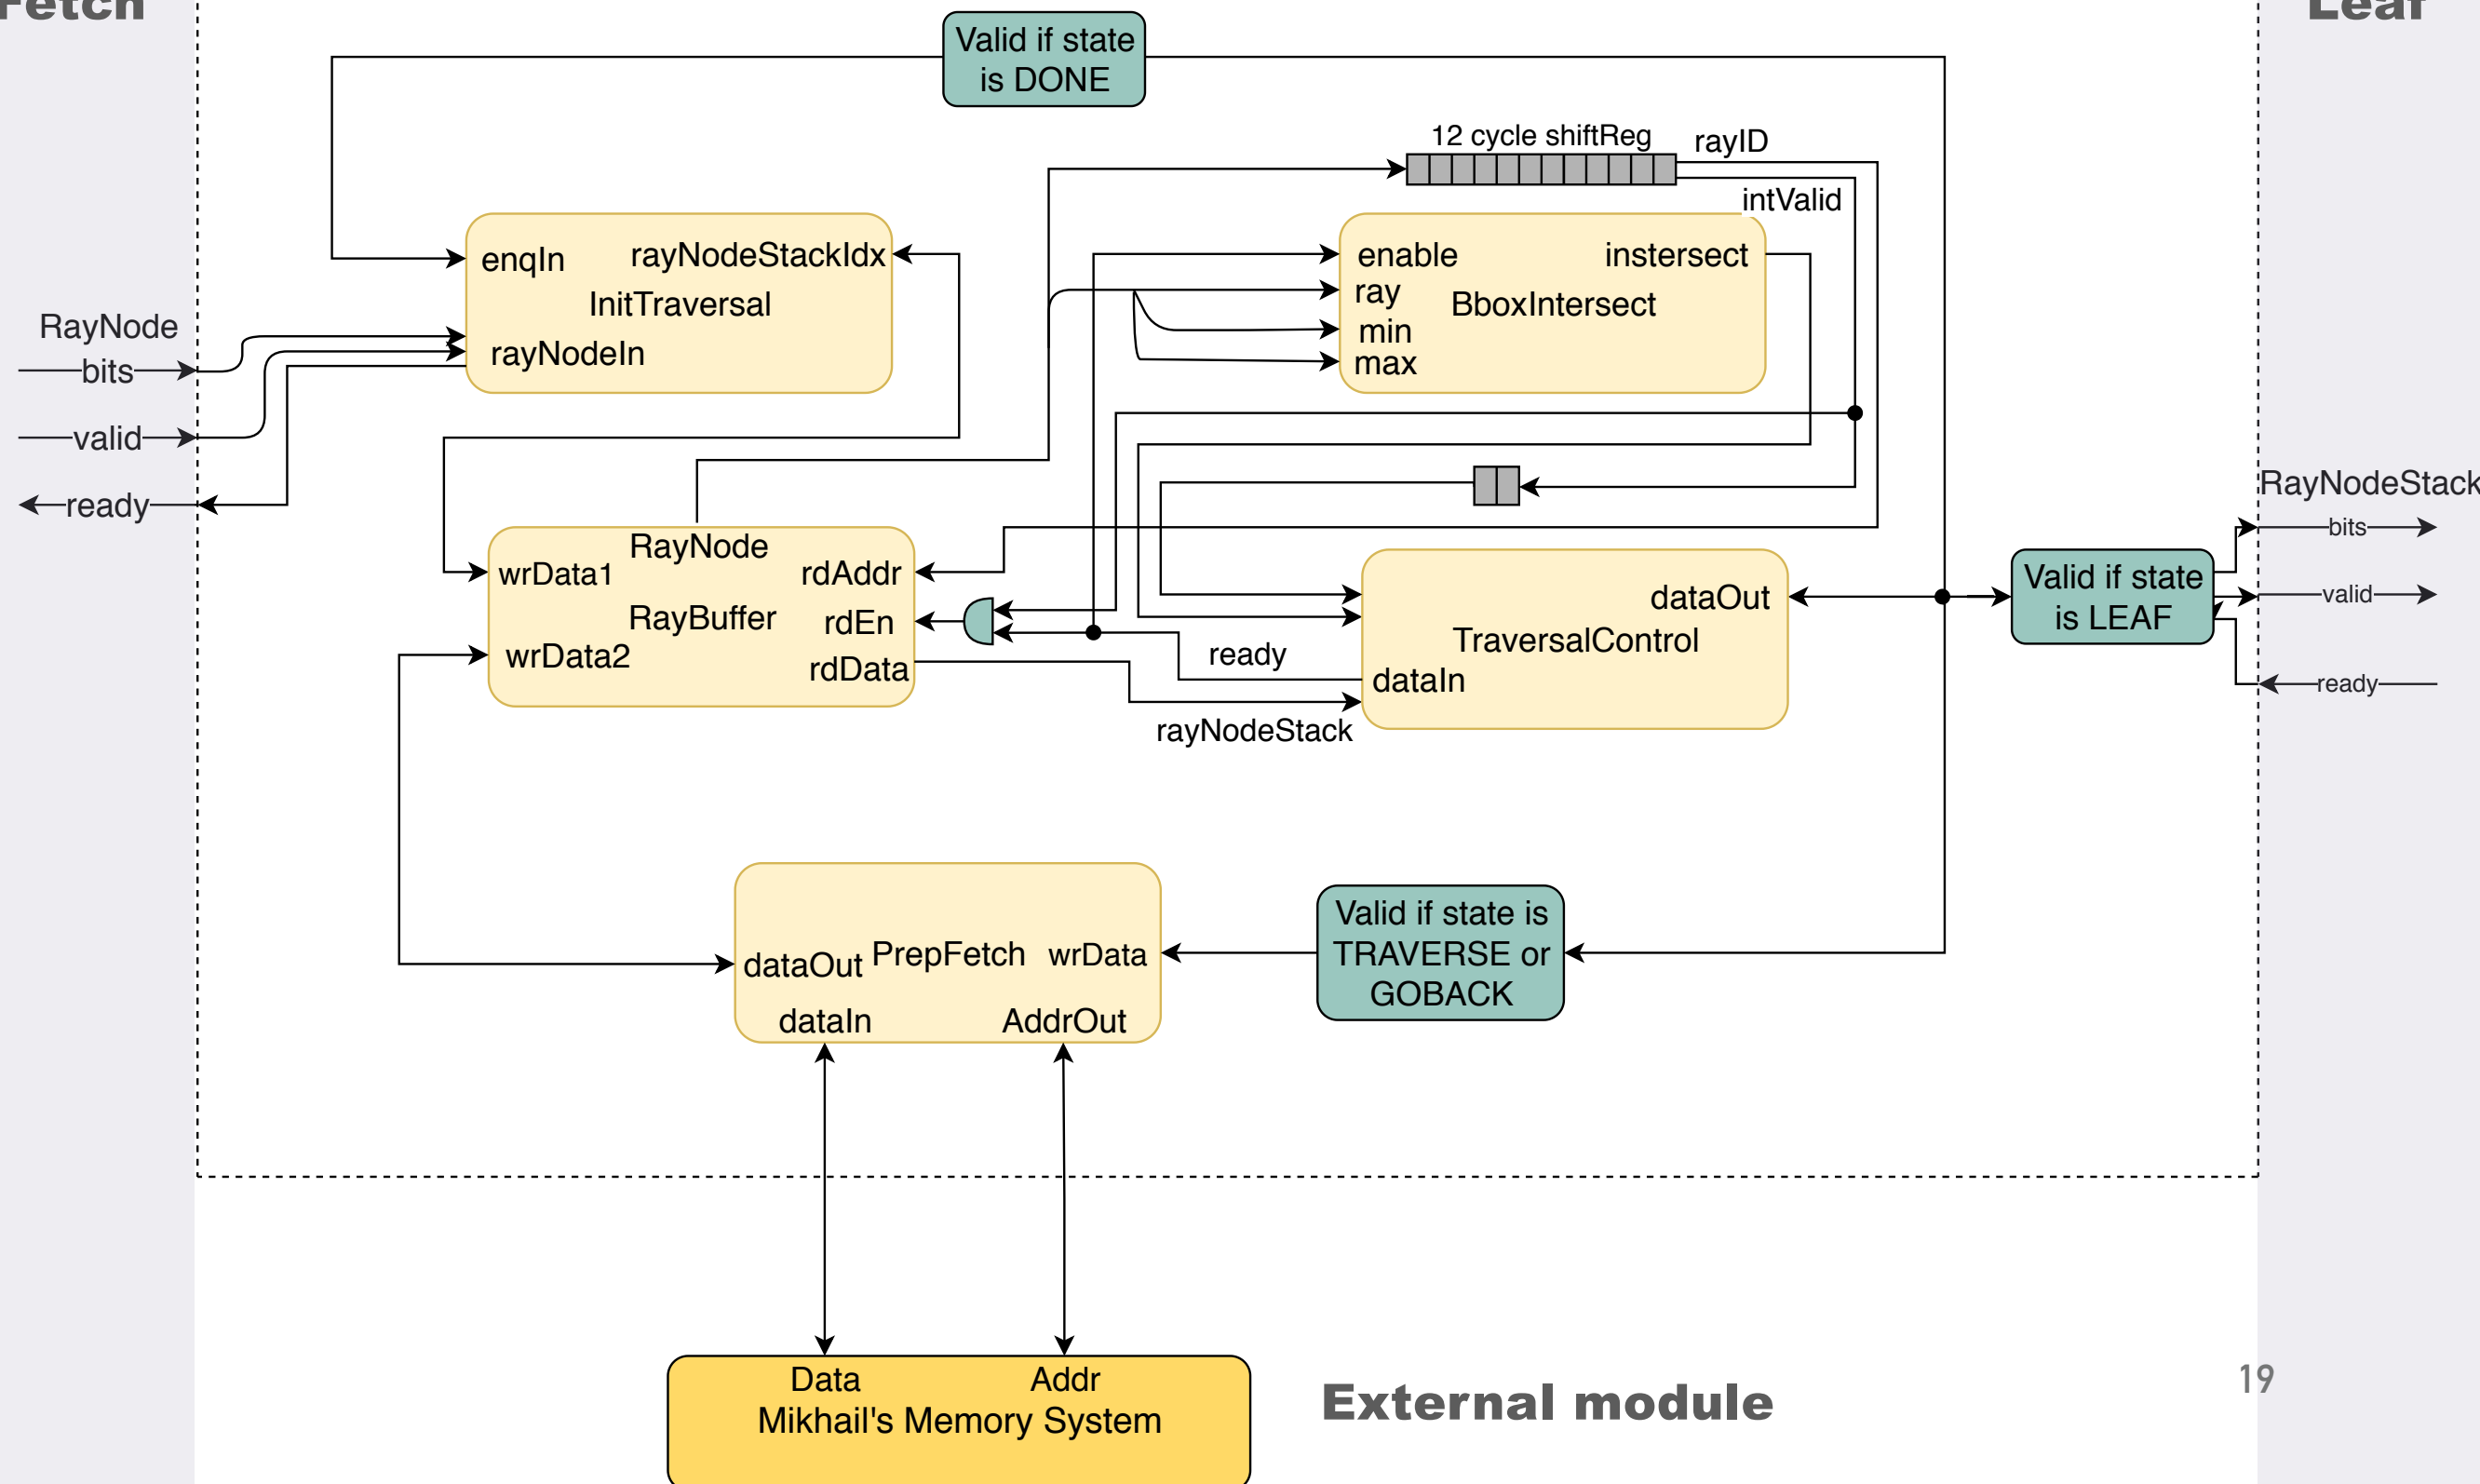 Fetch
Leaf
Valid if state
is DONE
12 cycle shiftReg
rayID
intValid
enqIn
rayNodeStackIdx
InitTraversal
rayNodeIn
enable
instersect
ray
BboxIntersect
min
max
RayNode
bits
valid
ready
RayNodeStack
bits
valid
ready
RayNode
wrData1
rdAddr
RayBuffer
rdEn
wrData2
rdData
ready
rayNodeStack
dataOut
TraversalControl
dataIn
Valid if state
is LEAF
dataOut
PrepFetch
wrData
dataIn
AddrOut
Valid if state is
TRAVERSE or
GOBACK
Data
Addr
Mikhail's Memory System
External module
19